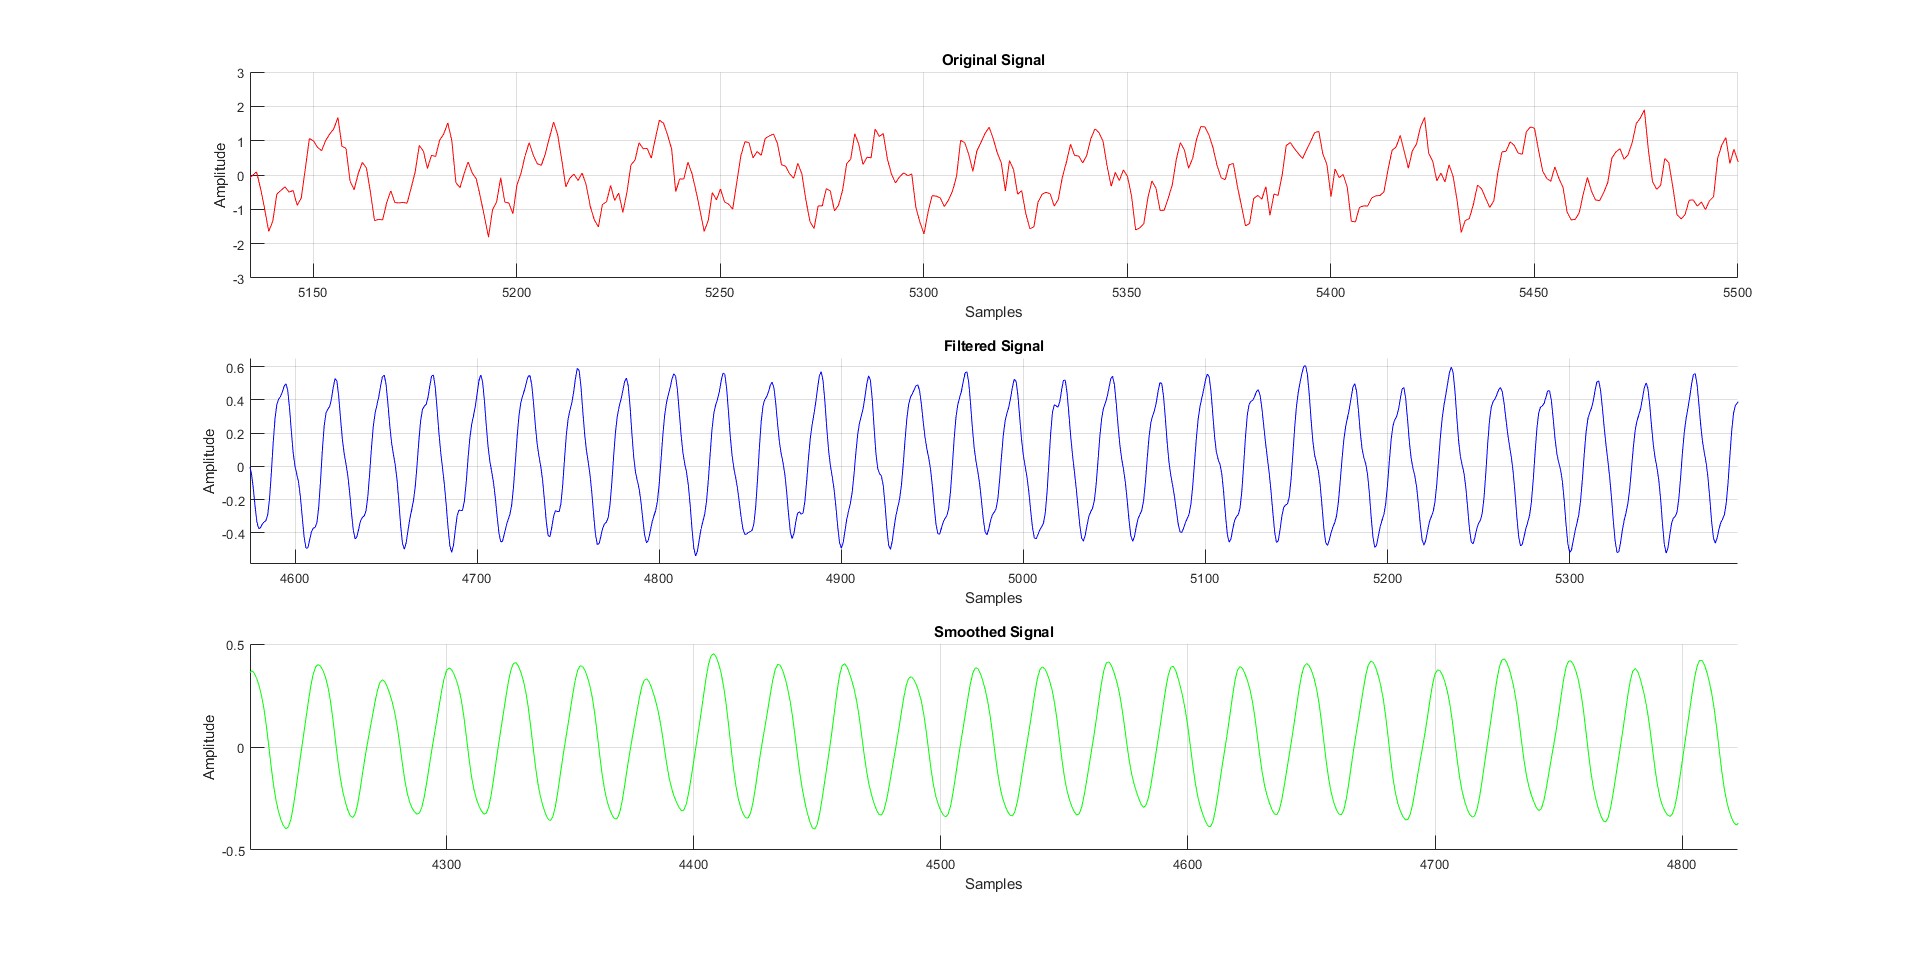 Original Signal
3
2
1
0
-1
-2
-3
Amplitude
5150 5200 5250 5300 5350 5400 5450 5500
Samples
Filtered Signal
0.6
0.4
0.2
0
-0.2
-0.4
Amplitude
4600 4700 4800 4900 5000 5100 5200 5300
Samples
Smoothed Signal
0.5
0
-0.5
Amplitude
4300 4400 4500 4600 4700 4800
Samples